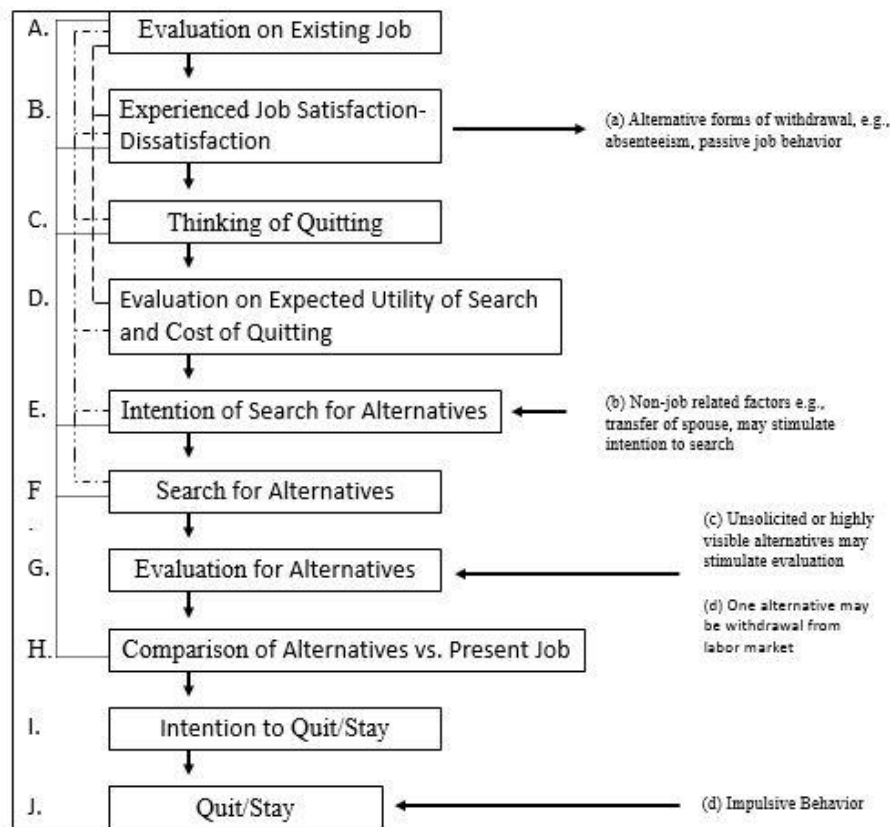 A.
Evaluation on Existing Job
B.
Experienced Job Satisfaction-
Dissatisfaction
(a) Alternative forms of withdrawal, e.g.,
absenteeism, passive job behavior
C.
Thinking of Quitting
D.
Evaluation on Expected Utility of Search
and Cost of Quitting
E.
Intention of Search for Alternatives
(b) Non-job related factors e.g.,
transfer of spouse, may stimulate
intention to search
F
.
Search for Alternatives
(c) Unsolicited or highly
visible alternatives may
stimulate evaluation
G.
Evaluation for Alternatives
(d) One alternative may
be withdrawal from
labor market
H.
Comparison of Alternatives vs. Present Job
I.
Intention to Quit/Stay
J.
Quit/Stay
(d) Impulsive Behavior